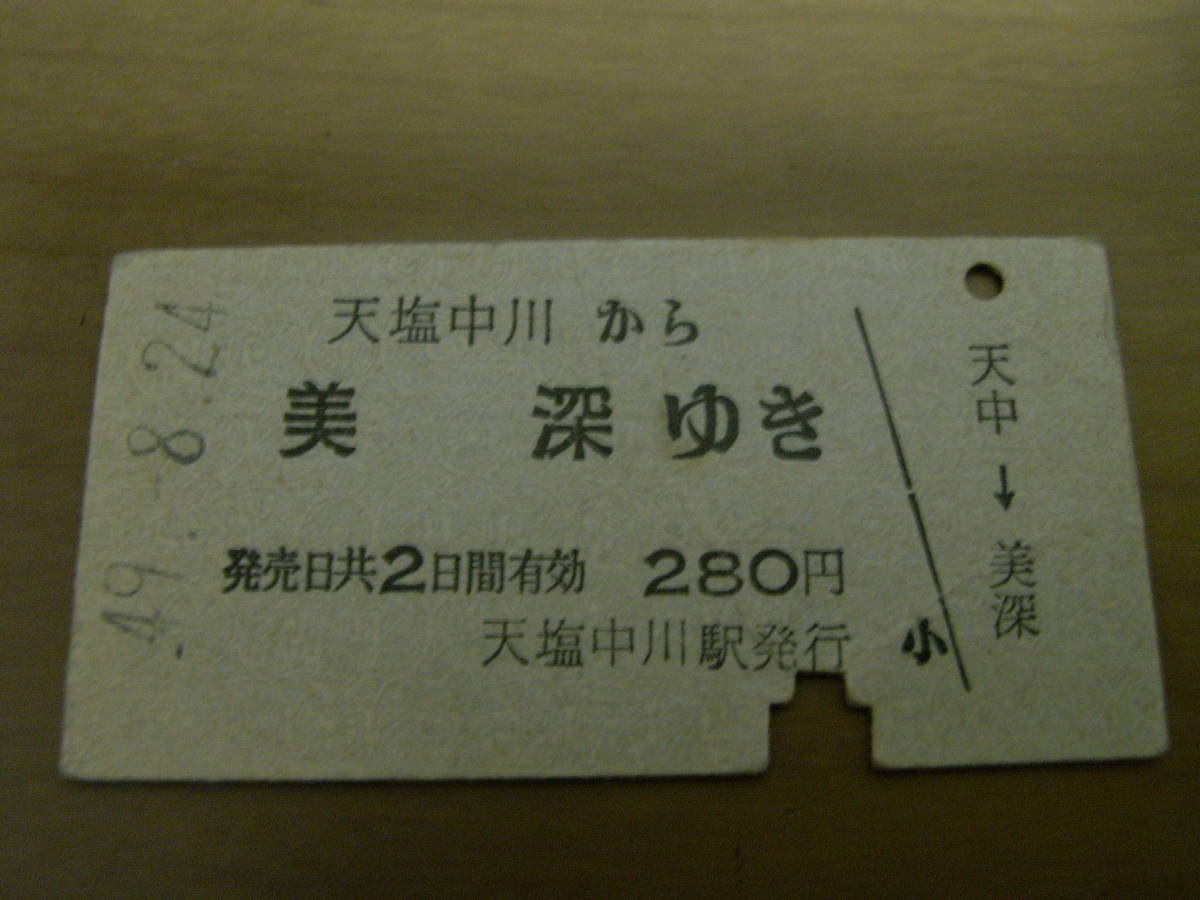 49.-8.24
天塩中川から
美深ゆき
発売日共2日間有効 280円
天塩中川駅発行
小
天中→美深